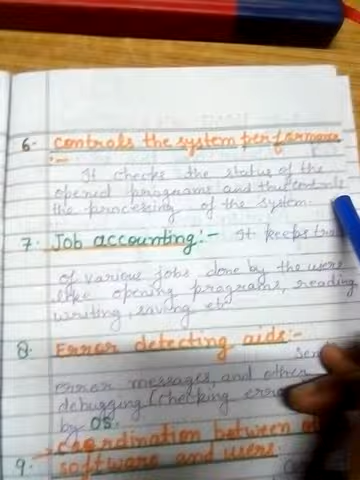 6. Controls the system performance
:-
It checks the status of the
opened programs and thus controls
the processing of the system.
7. Job accounting:- It keeps
of various jobs done by the users
like opening programs, reading,
writing, saving etc
8. Error detecting aids:-
Error messages, and other
debugging (checking
by OS.
→ coordination between
9. software and users.